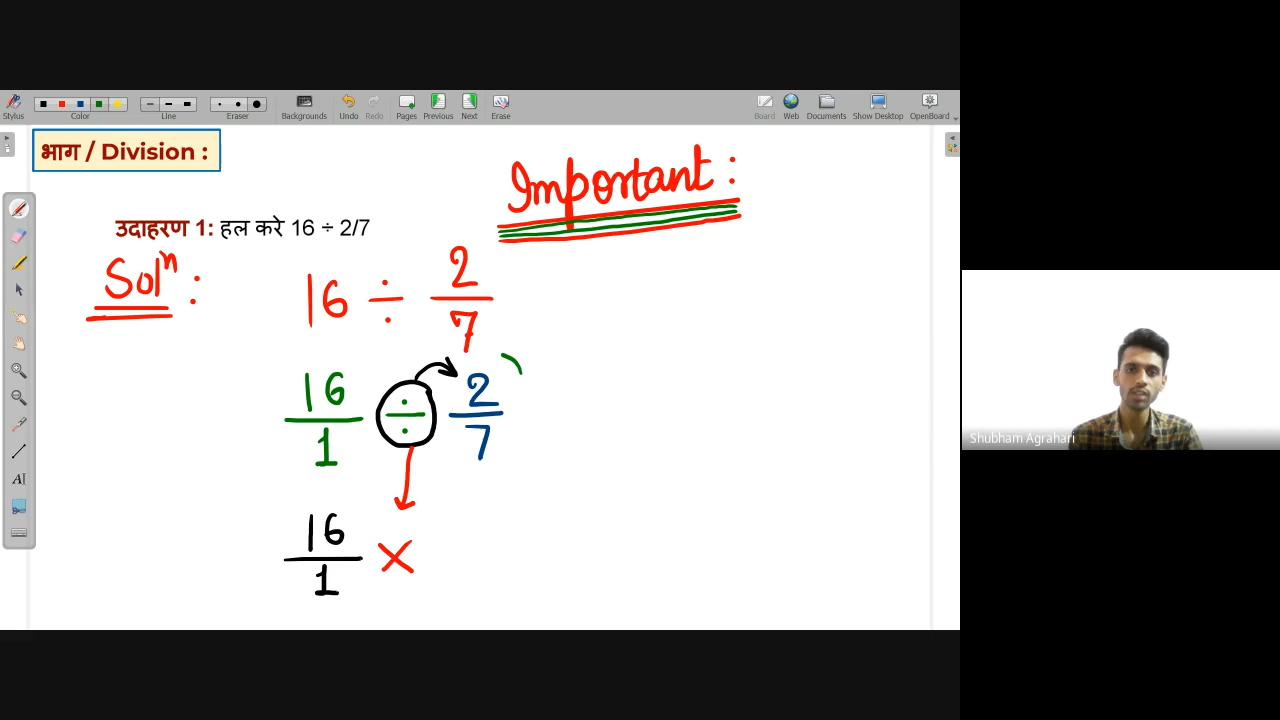 Stylus Color Line Eraser Backgrounds Undo Redo Pages Previous Next Erase Board Web Documents Show Desktop OpenBoard
भाग / Division :
Important :
उदाहरण 1: हल करे 16 ÷ 2/7
Solⁿ : 16 ÷ 2/7
16/1 ÷ 2/7
Shubham Agrahari
16/1 ×